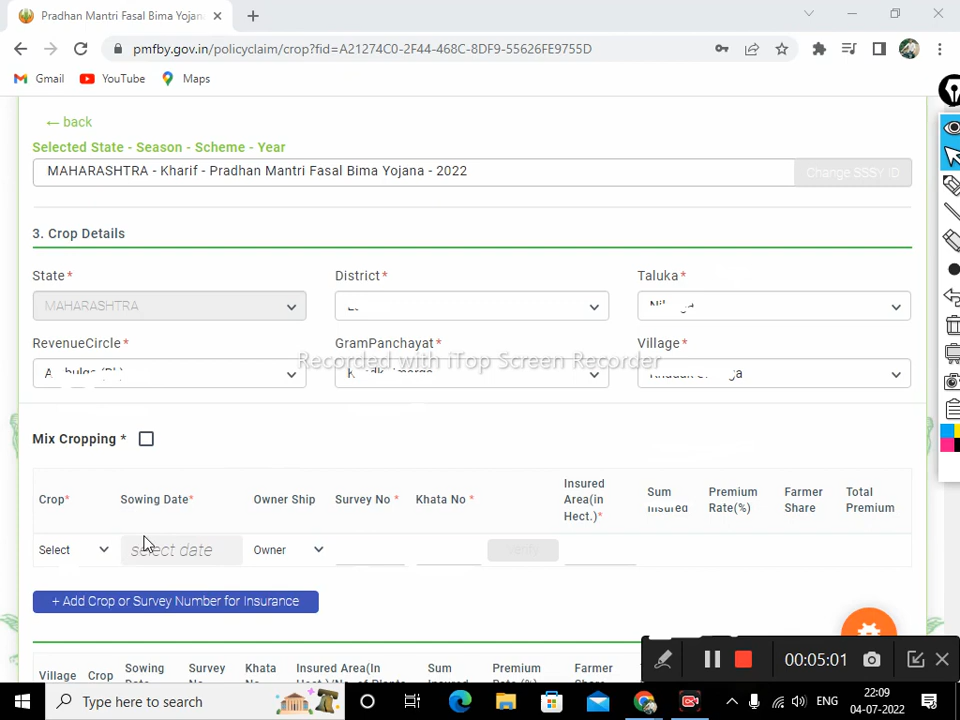 Pradhan Mantri Fasal Bima Yojana
pmfby.gov.in/policyclaim/crop?fid=A21274C0-2F44-468C-8DF9-55626FE9755D
Gmail YouTube Maps
← back
Selected State - Season - Scheme - Year
MAHARASHTRA - Kharif - Pradhan Mantri Fasal Bima Yojana - 2022 Change SSSY ID
3. Crop Details
State* District* Taluka*
MAHARASHTRA
RevenueCircle* GramPanchayat* Village*
Recorded with iTop Screen Recorder
Mix Cropping *
Crop* Sowing Date* Owner Ship Survey No * Khata No * Insured Area(in Hect.)* Sum Insured Premium Rate(%) Farmer Share Total Premium
Select select date Owner Verify
+ Add Crop or Survey Number for Insurance
Village Crop Sowing Date Survey No Khata No Insured Area(In Sum Insured Premium Rate(%) Farmer Share
00:05:01
Type here to search
ENG
22:09
04-07-2022